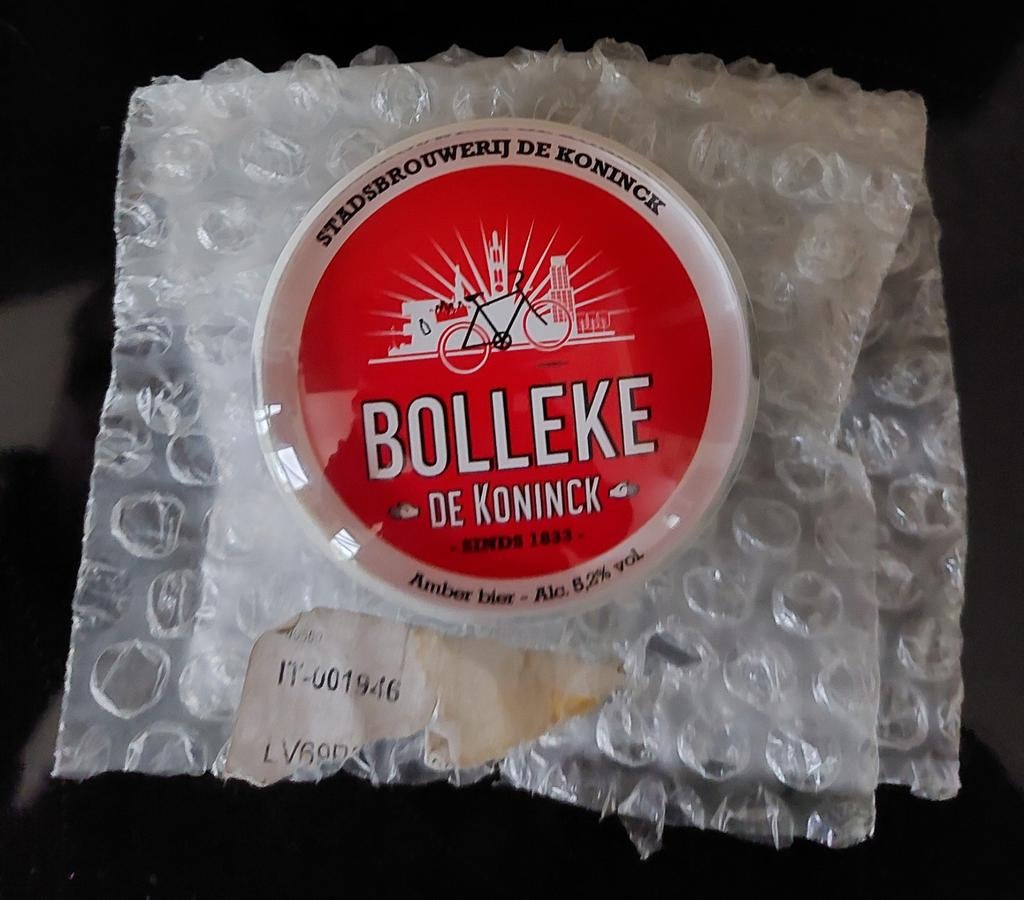 STADSBROUWERIJ DE KONINCK
BOLLEKE
DE KONINCK
- SINDS 1833 -
Amber bier - Alc. 5,2% vol
IT-001946